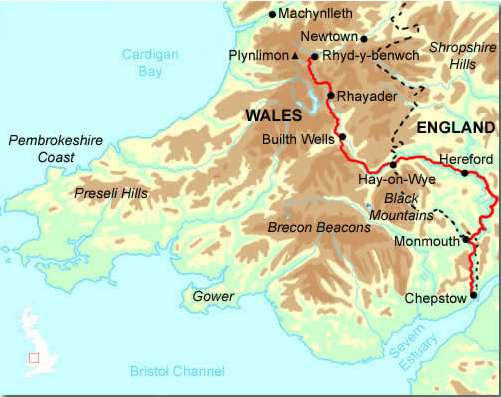 Machynlleth
Newtown
Cardigan
Bay
Plynlimon
Rhyd-y-benwch
Shropshire
Hills
Rhayader
WALES
ENGLAND
Builth Wells
Pembrokeshire
Coast
Hereford
Hay-on-Wye
Preseli Hills
Black
Mountains
Brecon Beacons
Monmouth
Gower
Chepstow
Severn
Estuary
Bristol Channel